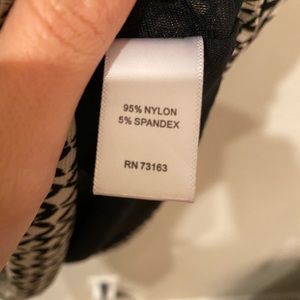 95% NYLON
5% SPANDEX
RN 73163